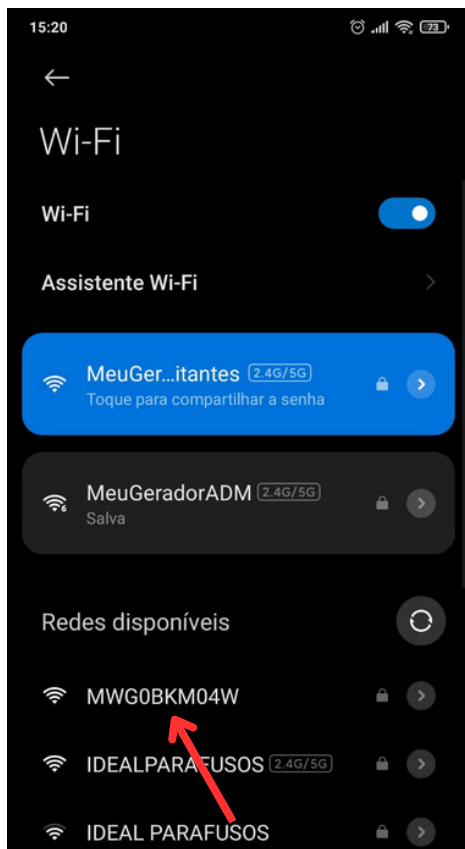 15:20 73
Wi-Fi
Wi-Fi
Assistente Wi-Fi
MeuGer...itantes 2.4G/5G
Toque para compartilhar a senha
MeuGeradorADM 2.4G/5G
6
Salva
Redes disponíveis
MWG0BKM04W
IDEALPARAFUSOS 2.4G/5G
IDEAL PARAFUSOS